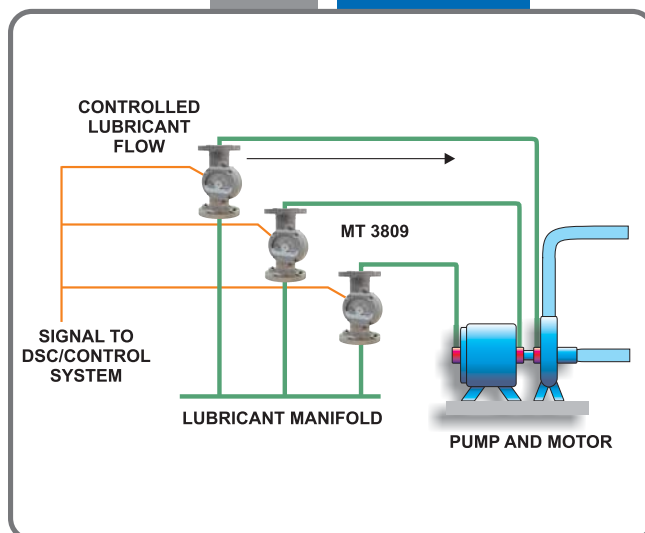 CONTROLLED
LUBRICANT
FLOW
MT 3809
SIGNAL TO
DSC/CONTROL
SYSTEM
LUBRICANT MANIFOLD
PUMP AND MOTOR